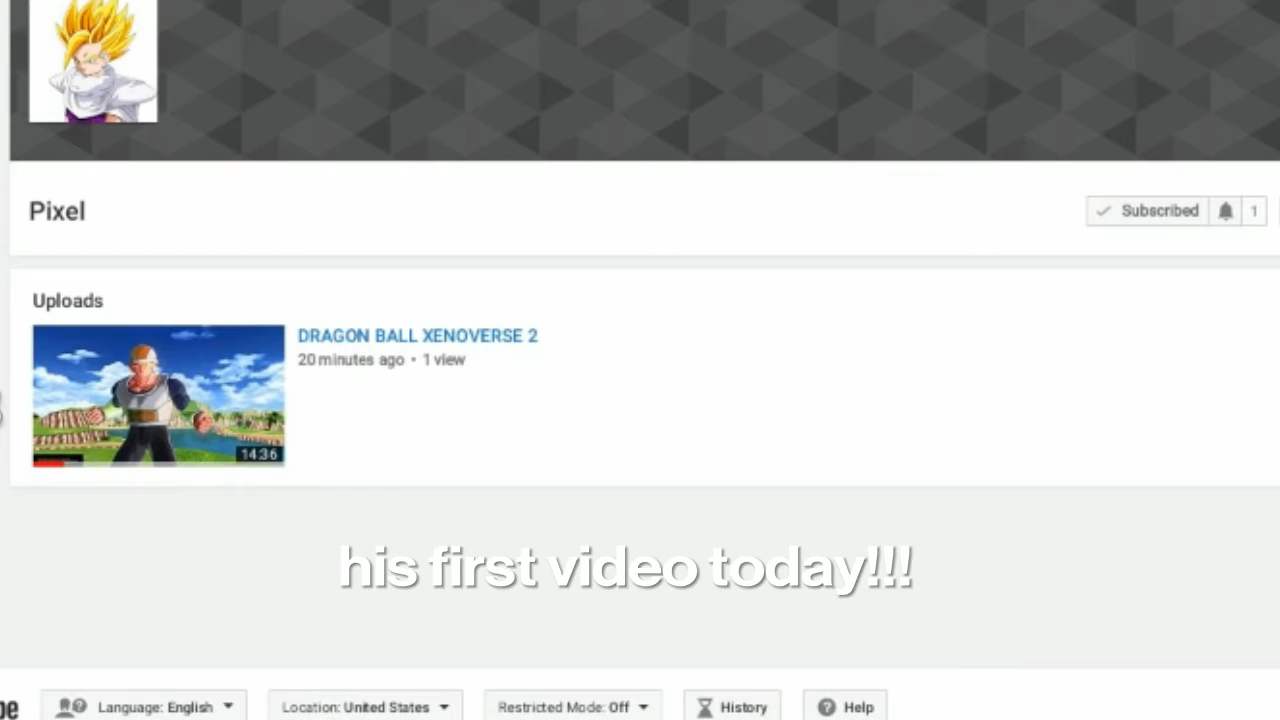 Pixel
Subscribed 1
Uploads
DRAGON BALL XENOVERSE 2
20 minutes ago • 1 view
14:36
his first video today!!!
be Language: English Location: United States Restricted Mode: Off History Help